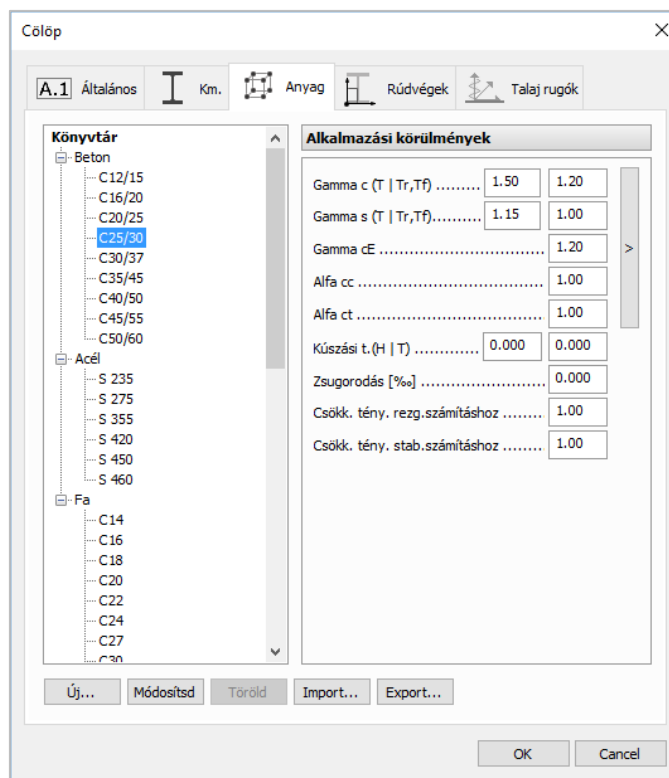 Cölöp
A.1 Általános Km. Anyag Rúdvégek Talaj rugók
Könyvtár
Beton
C12/15
C16/20
C20/25
C25/30
C30/37
C35/45
C40/50
C45/55
C50/60
Acél
S 235
S 275
S 355
S 420
S 450
S 460
Fa
C14
C16
C18
C20
C22
C24
C27
C30
Alkalmazási körülmények
Gamma c (T | Tr,Tf) ......... 1.50 1.20
Gamma s (T | Tr,Tf)......... 1.15 1.00
Gamma cE ................................ 1.20
Alfa cc .................................... 1.00
Alfa ct .................................... 1.00
Kúszási t.(H | T) ............. 0.000 0.000
Zsugorodás [‰] ........................ 0.000
Csökk. tény. rezg.számításhoz ........ 1.00
Csökk. tény. stab.számításhoz ....... 1.00
>
Új... Módosítsd Töröld Import... Export...
OK Cancel